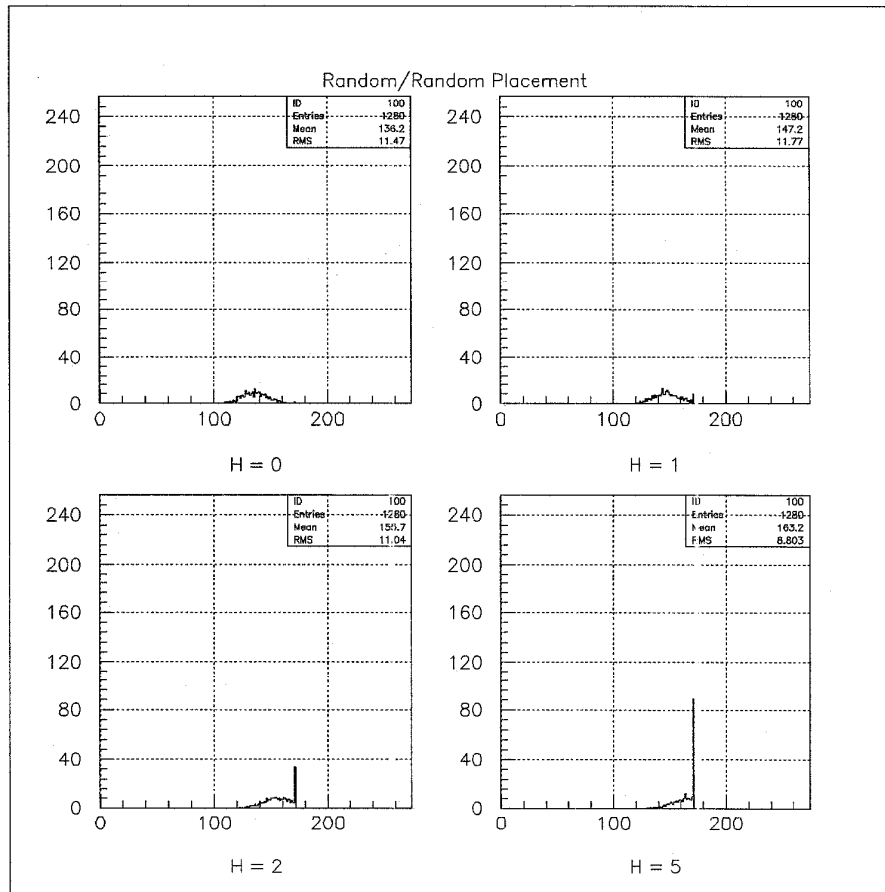 Random/Random Placement
ID 100
Entries 1280
Mean 136.2
RMS 11.47
240
200
160
120
80
40
0
0 100 200
H = 0
ID 100
Entries 1280
Mean 147.2
RMS 11.77
240
200
160
120
80
40
0
0 100 200
H = 1
ID 100
Entries 1280
Mean 155.7
RMS 11.04
240
200
160
120
80
40
0
0 100 200
H = 2
ID 100
Entries 1280
Mean 163.2
RMS 8.803
240
200
160
120
80
40
0
0 100 200
H = 5